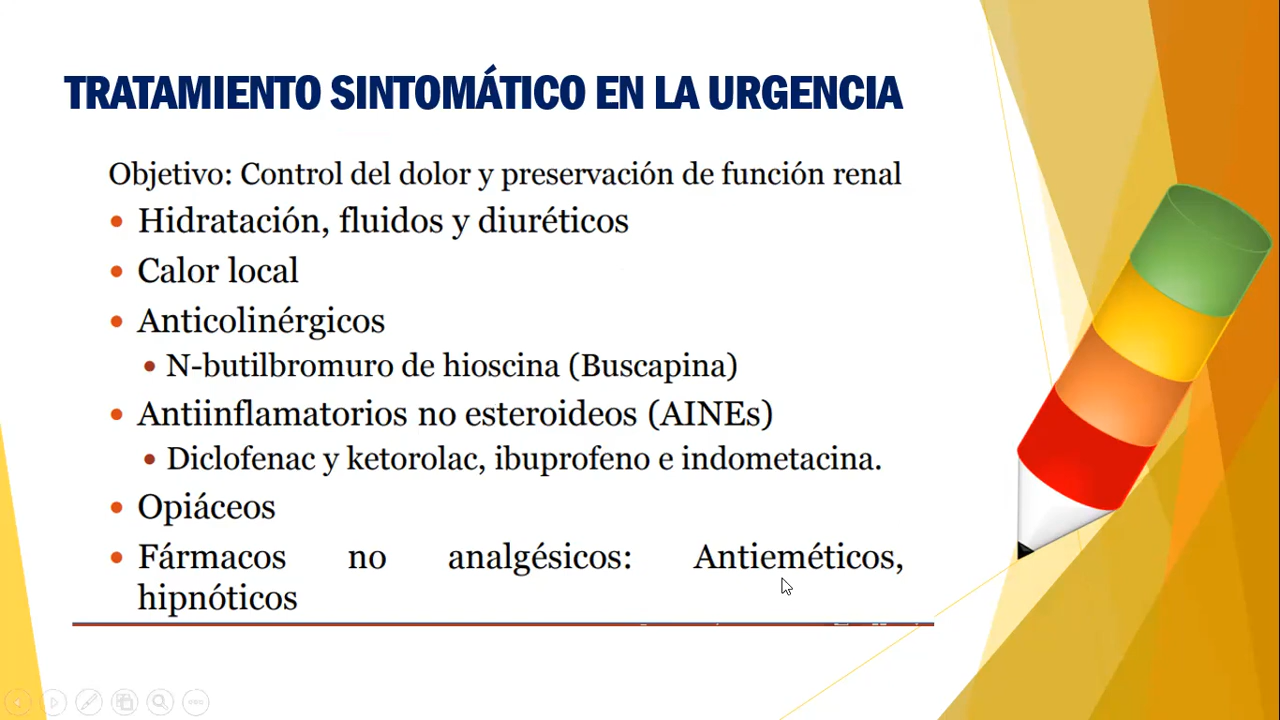 TRATAMIENTO SINTOMÁTICO EN LA URGENCIA
Objetivo: Control del dolor y preservación de función renal
• Hidratación, fluidos y diuréticos
• Calor local
• Anticolinérgicos
• N-butilbromuro de hioscina (Buscapina)
• Antiinflamatorios no esteroideos (AINEs)
• Diclofenac y ketorolac, ibuprofeno e indometacina.
• Opiáceos
• Fármacos no analgésicos: Antieméticos,
hipnóticos